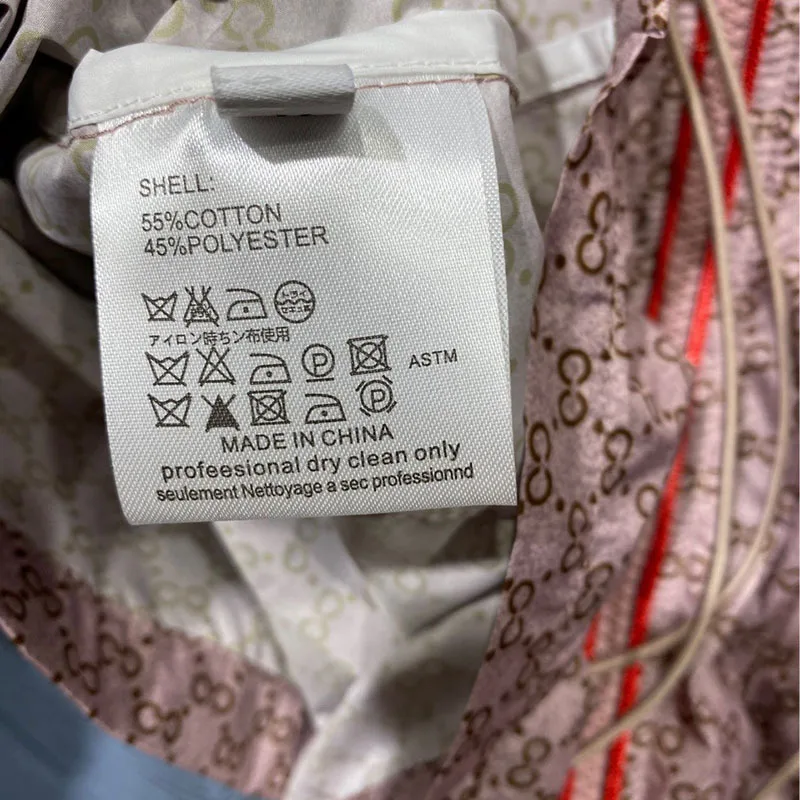 SHELL:
55%COTTON
45%POLYESTER
アイロン時ちン布使用
P
ASTM
P
MADE IN CHINA
profeesional dry clean only
seulement Nettoyage a sec professionnd